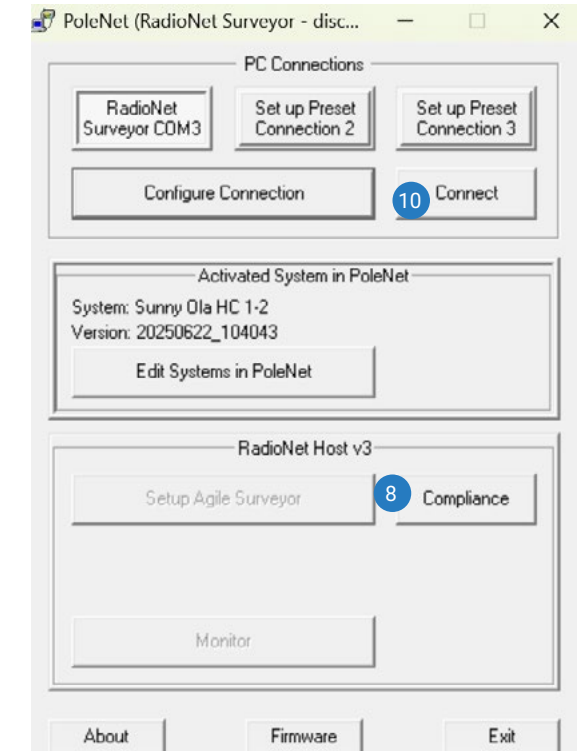 PoleNet (RadioNet Surveyor - disc...
PC Connections
RadioNet
Surveyor COM3
Set up Preset
Connection 2
Set up Preset
Connection 3
Configure Connection
10
Connect
Activated System in PoleNet
System: Sunny Ola HC 1-2
Version: 20250622_104043
Edit Systems in PoleNet
RadioNet Host v3
Setup Agile Surveyor
8
Compliance
Monitor
About
Firmware
Exit